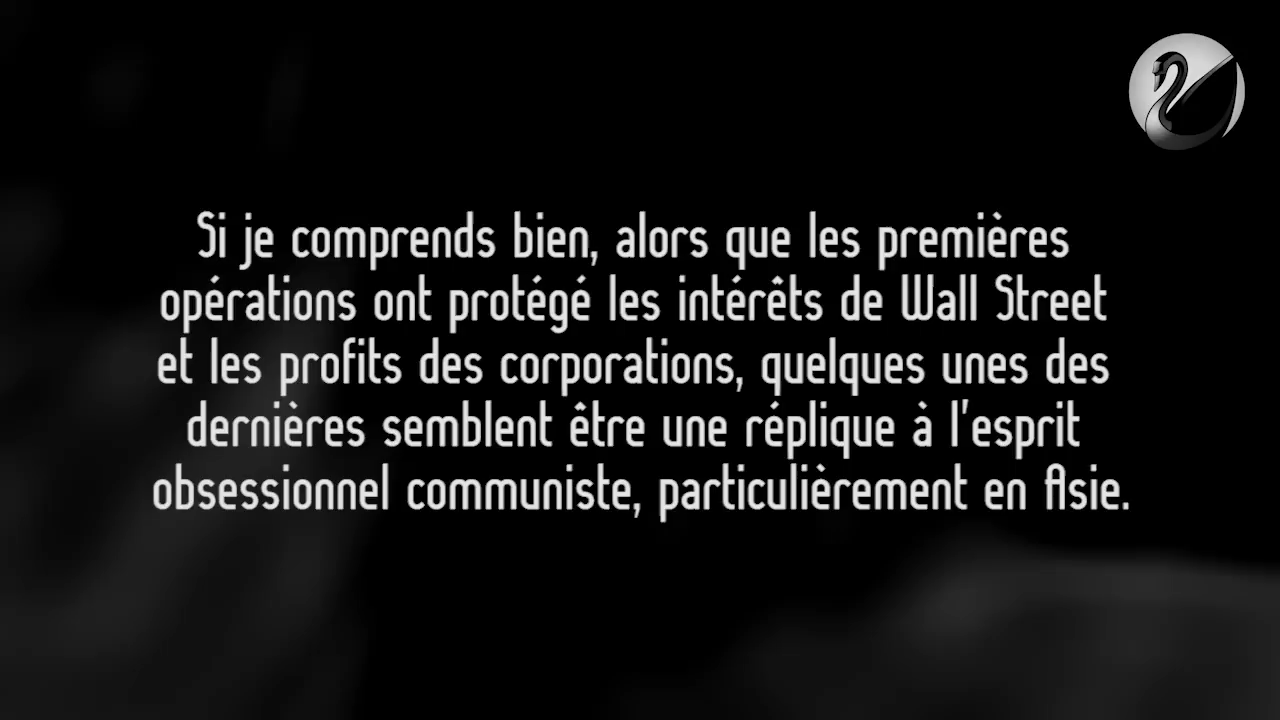 Si je comprends bien, alors que les premières
opérations ont protégé les intérêts de Wall Street
et les profits des corporations, quelques unes des
dernières semblent être une réplique à l'esprit
obsessionnel communiste, particulièrement en Asie.